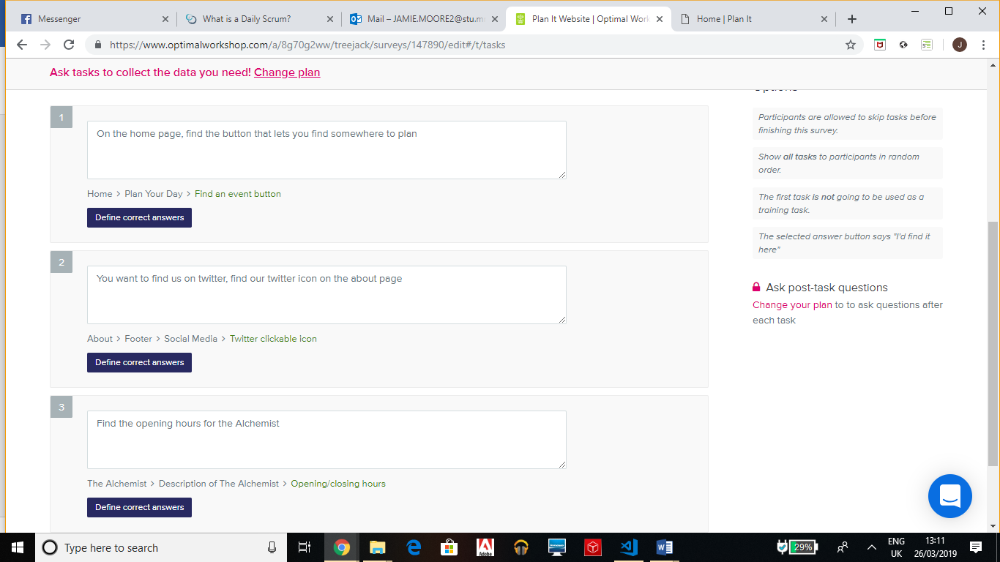 Messenger
What is a Daily Scrum?
Mail – JAMIE.MOORE2@stu.m
Plan It Website | Optimal Work
Home | Plan It
https://www.optimalworkshop.com/a/8g70g2ww/treejack/surveys/147890/edit#/t/tasks
J
Ask tasks to collect the data you need! Change plan
1
On the home page, find the button that lets you find somewhere to plan
Home > Plan Your Day > Find an event button
Define correct answers
2
You want to find us on twitter, find our twitter icon on the about page
About > Footer > Social Media > Twitter clickable icon
Define correct answers
3
Find the opening hours for the Alchemist
The Alchemist > Description of The Alchemist > Opening/closing hours
Define correct answers
Options
Participants are allowed to skip tasks before
finishing this survey.
Show all tasks to participants in random
order.
The first task is not going to be used as a
training task.
The selected answer button says "I'd find it
here"
Ask post-task questions
Change your plan to to ask questions after
each task
Type here to search
Adobe
29%
ENG
UK
13:11
26/03/2019